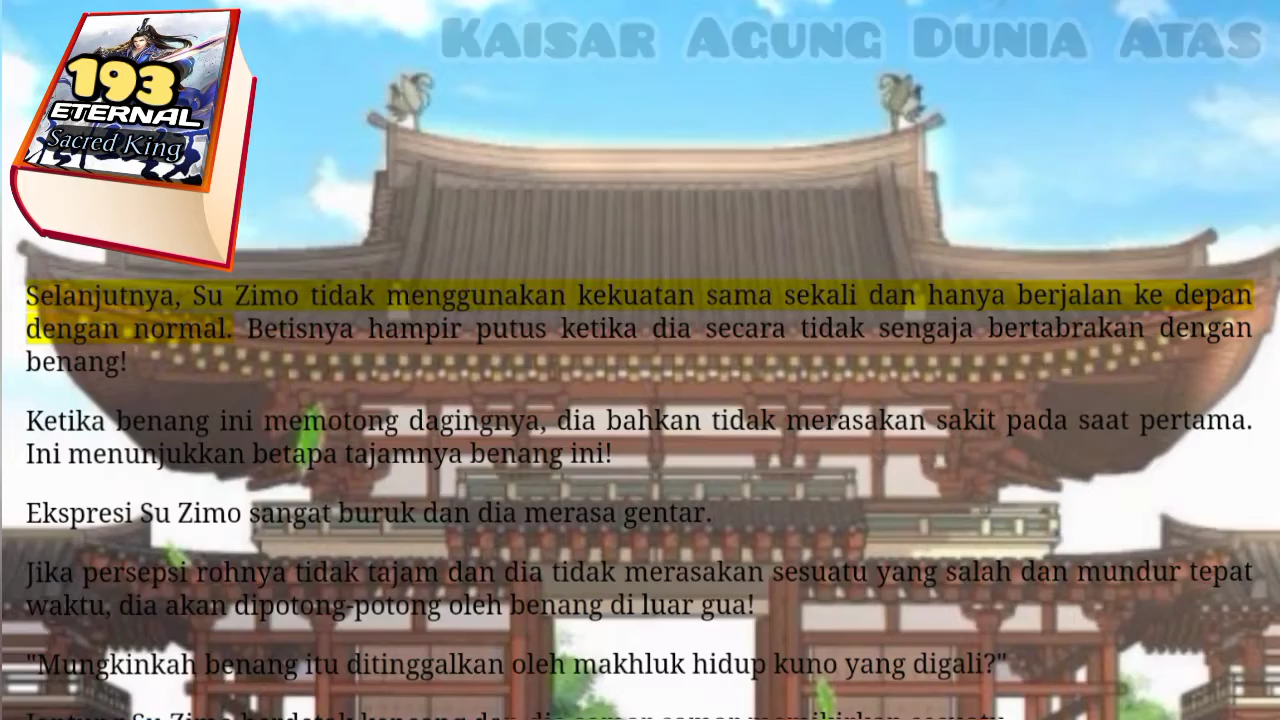 KAISAR AGUNG DUNIA ATAS
193
ETERNAL
Sacred King
Selanjutnya, Su Zimo tidak menggunakan kekuatan sama sekali dan hanya berjalan ke depan
dengan normal. Betisnya hampir putus ketika dia secara tidak sengaja bertabrakan dengan
benang!
Ketika benang ini memotong dagingnya, dia bahkan tidak merasakan sakit pada saat pertama.
Ini menunjukkan betapa tajamnya benang ini!
Ekspresi Su Zimo sangat buruk dan dia merasa gentar.
Jika persepsi rohnya tidak tajam dan dia tidak merasakan sesuatu yang salah dan mundur tepat
waktu, dia akan dipotong-potong oleh benang di luar gua!
"Mungkinkah benang itu ditinggalkan oleh makhluk hidup kuno yang digali?"